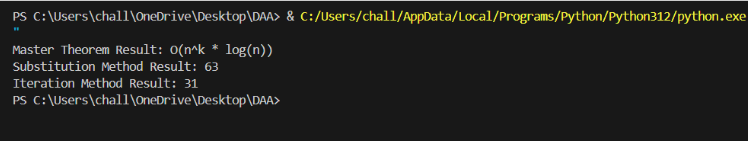 PS C:\Users\chall\OneDrive\Desktop\DAA> & C:/Users/chall/AppData/Local/Programs/Python/Python312/python.exe
"
Master Theorem Result: O(n^k * log(n))
Substitution Method Result: 63
Iteration Method Result: 31
PS C:\Users\chall\OneDrive\Desktop\DAA>